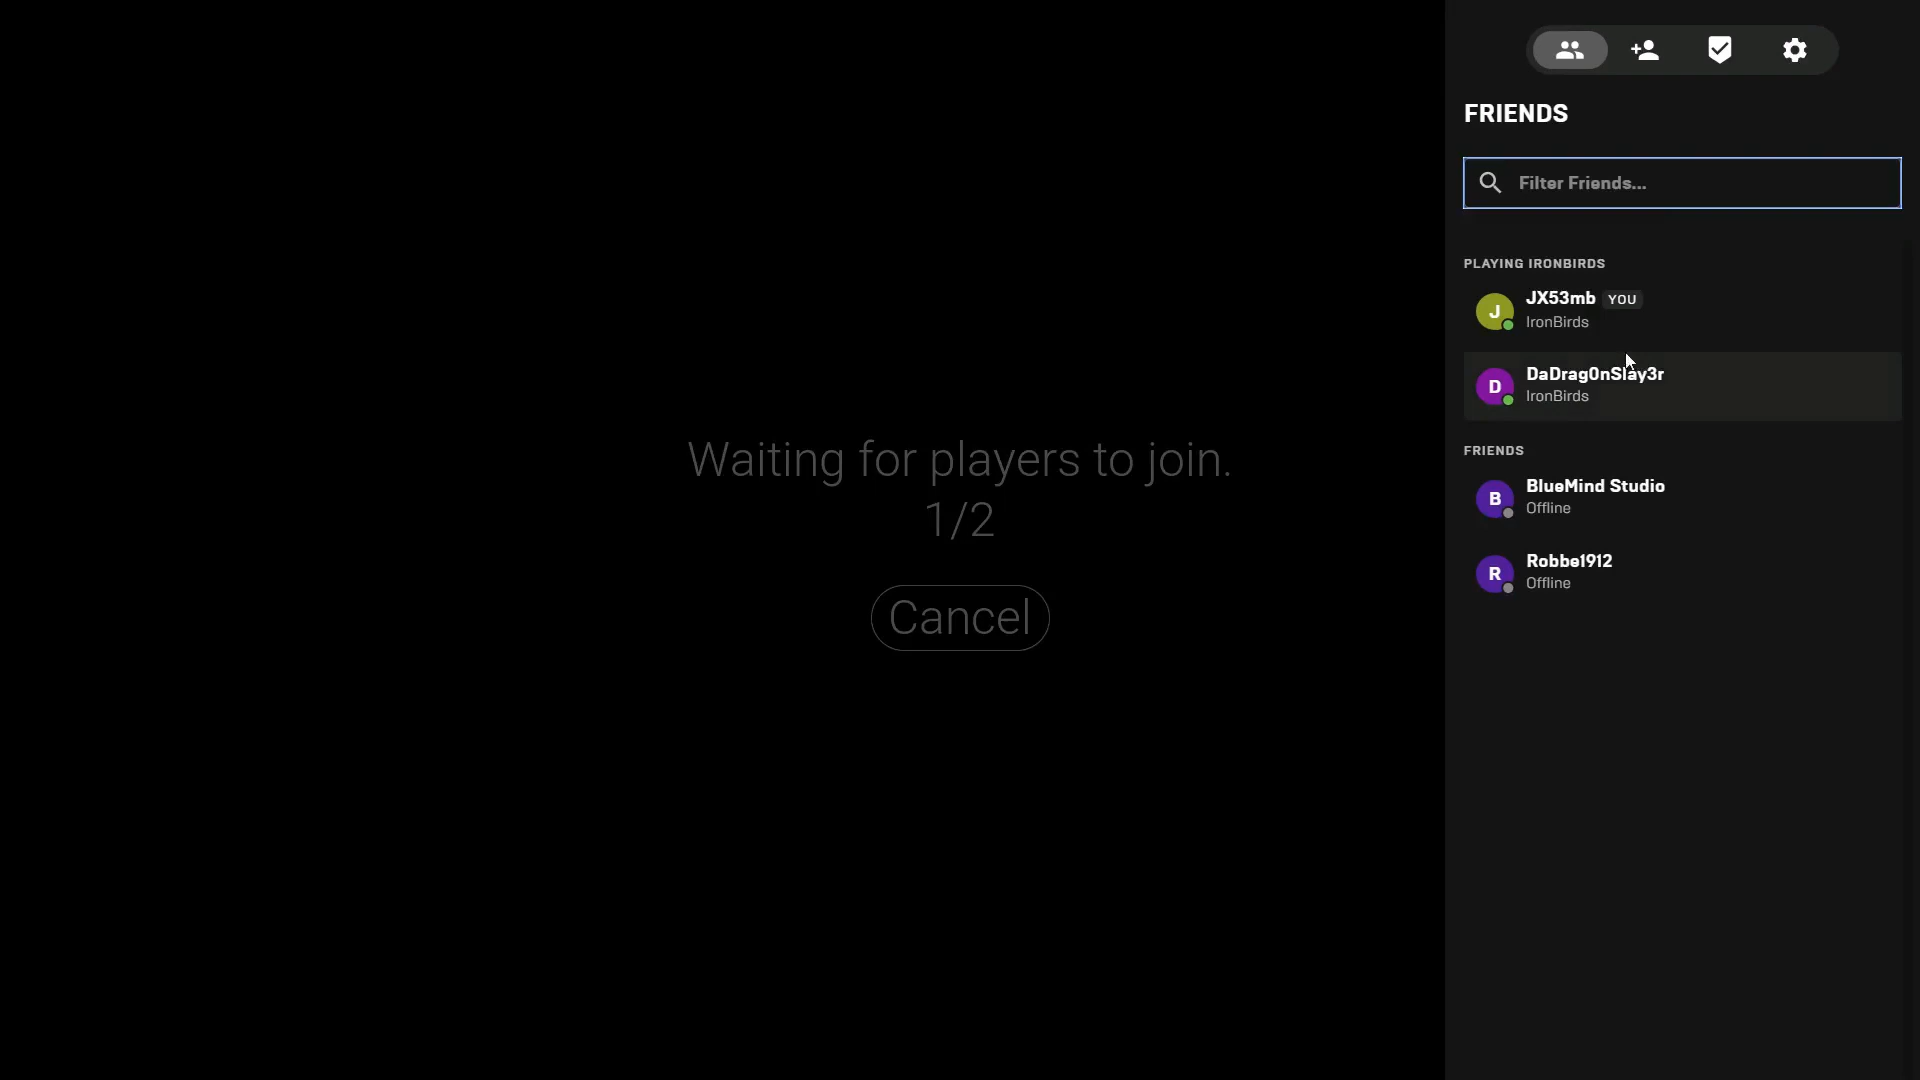 FRIENDS
Filter Friends...
PLAYING IRONBIRDS
J
JX53mb YOU
IronBirds
D
DaDrag0nSlay3r
IronBirds
FRIENDS
B
BlueMind Studio
Offline
R
Robbe1912
Offline
Waiting for players to join.
1/2
Cancel